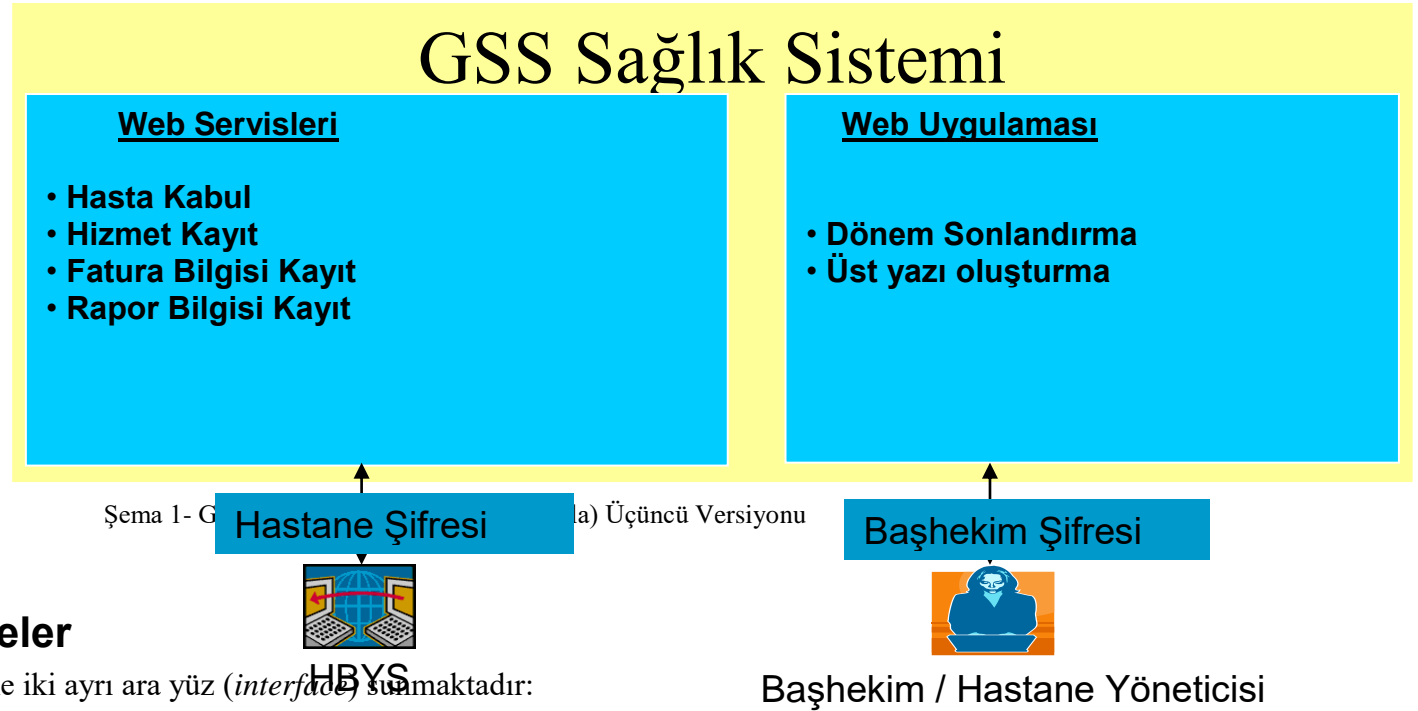 GSS Sağlık Sistemi
Web Servisleri
• Hasta Kabul
• Hizmet Kayıt
• Fatura Bilgisi Kayıt
• Rapor Bilgisi Kayıt
Web Uygulaması
• Dönem Sonlandırma
• Üst yazı oluşturma
Şema 1- G
la) Üçüncü Versiyonu
Hastane Şifresi
Başhekim Şifresi
eler
e iki ayrı ara yüz (interface) sunmaktadır:
HBYS
Başhekim / Hastane Yöneticisi